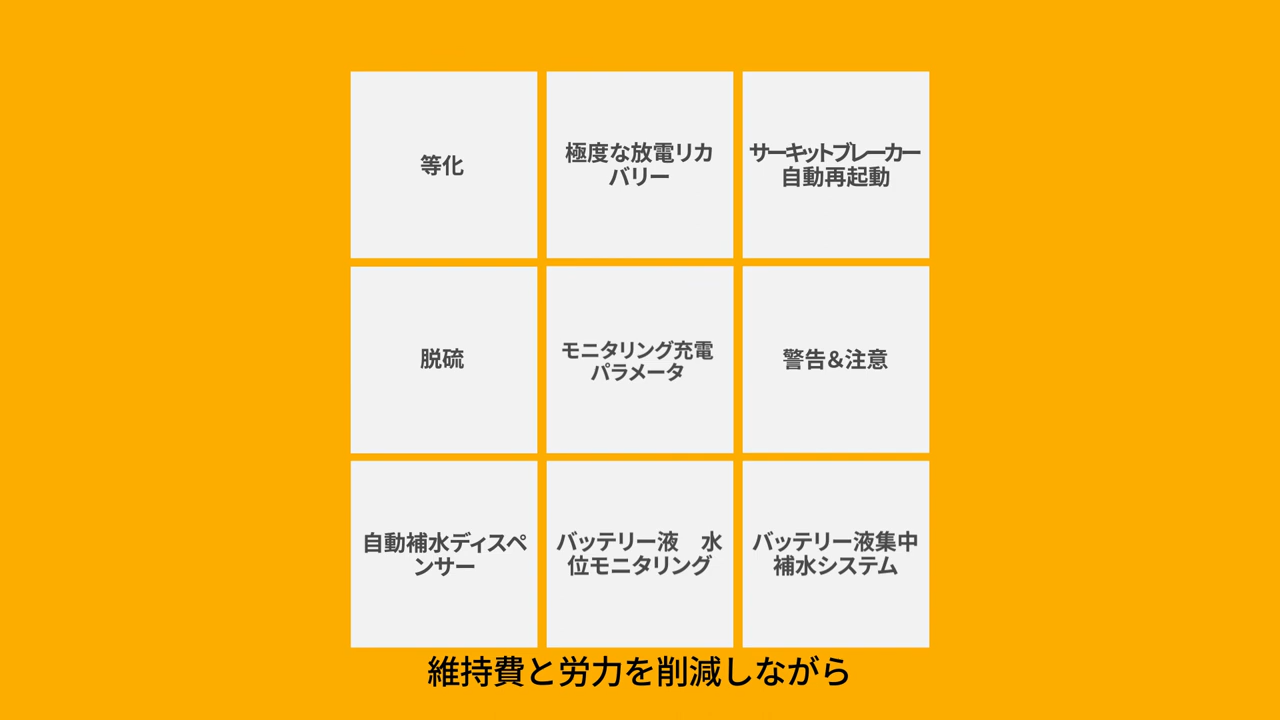 等化
極度な放電リカ
バリー
サーキットブレーカー
自動再起動
脱硫
モニタリング充電
パラメータ
警告&注意
自動補水ディスペ
ンサー
バッテリー液　水
位モニタリング
バッテリー液集中
補水システム
維持費と労力を削減しながら